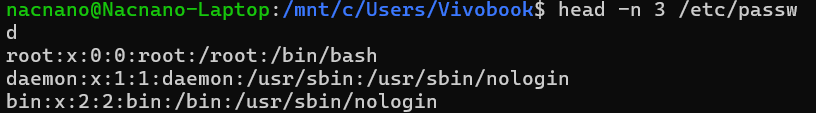 nacnano@Nacnano-Laptop:/mnt/c/Users/Vivobook$ head -n 3 /etc/passw
d
root:x:0:0:root:/root:/bin/bash
daemon:x:1:1:daemon:/usr/sbin:/usr/sbin/nologin
bin:x:2:2:bin:/bin:/usr/sbin/nologin